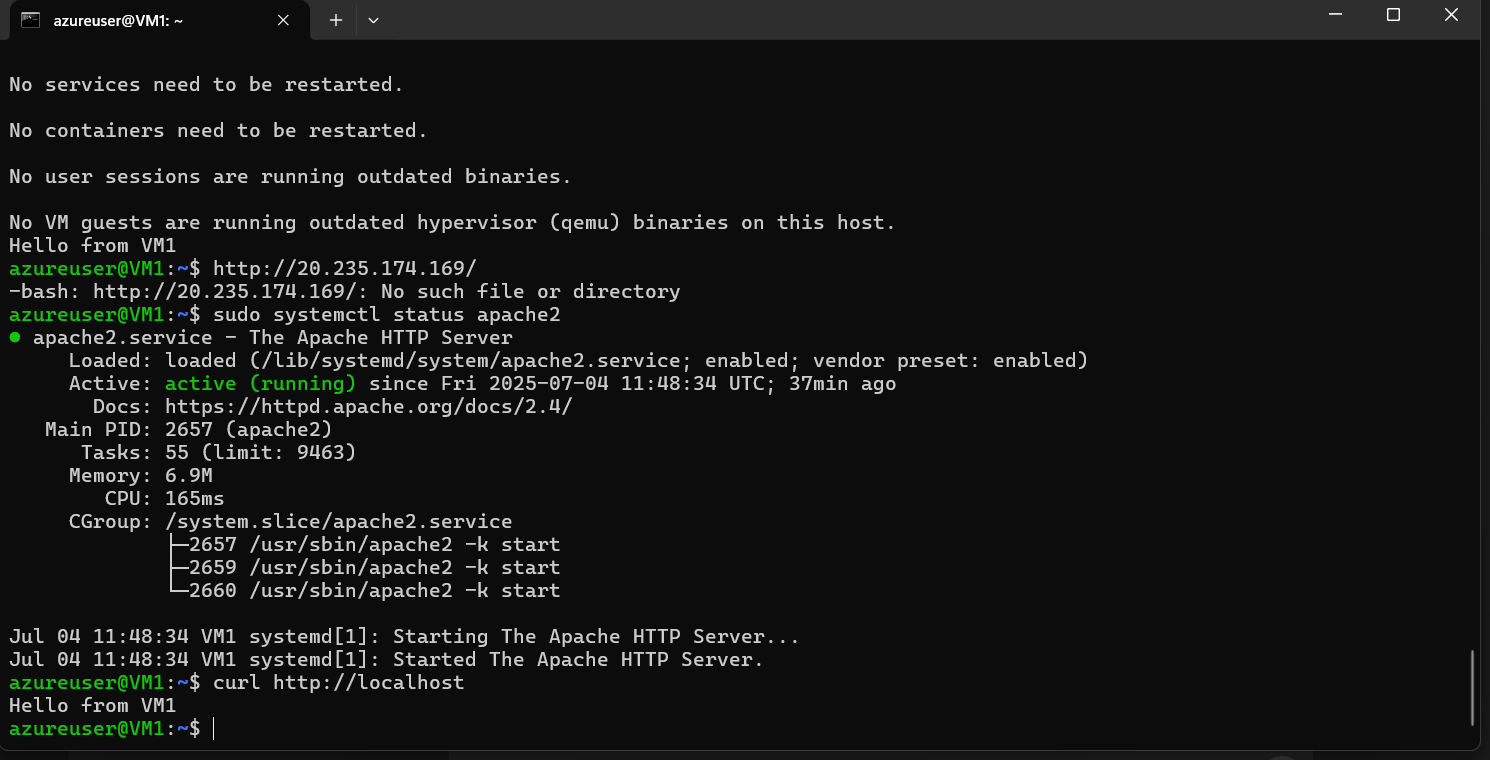 azureuser@VM1: ~
No services need to be restarted.
No containers need to be restarted.
No user sessions are running outdated binaries.
No VM guests are running outdated hypervisor (qemu) binaries on this host.
Hello from VM1
azureuser@VM1:~$ http://20.235.174.169/
-bash: http://20.235.174.169/: No such file or directory
azureuser@VM1:~$ sudo systemctl status apache2
● apache2.service - The Apache HTTP Server
     Loaded: loaded (/lib/systemd/system/apache2.service; enabled; vendor preset: enabled)
     Active: active (running) since Fri 2025-07-04 11:48:34 UTC; 37min ago
       Docs: https://httpd.apache.org/docs/2.4/
   Main PID: 2657 (apache2)
      Tasks: 55 (limit: 9463)
     Memory: 6.9M
        CPU: 165ms
     CGroup: /system.slice/apache2.service
             ├─2657 /usr/sbin/apache2 -k start
             ├─2659 /usr/sbin/apache2 -k start
             └─2660 /usr/sbin/apache2 -k start
Jul 04 11:48:34 VM1 systemd[1]: Starting The Apache HTTP Server...
Jul 04 11:48:34 VM1 systemd[1]: Started The Apache HTTP Server.
azureuser@VM1:~$ curl http://localhost
Hello from VM1
azureuser@VM1:~$